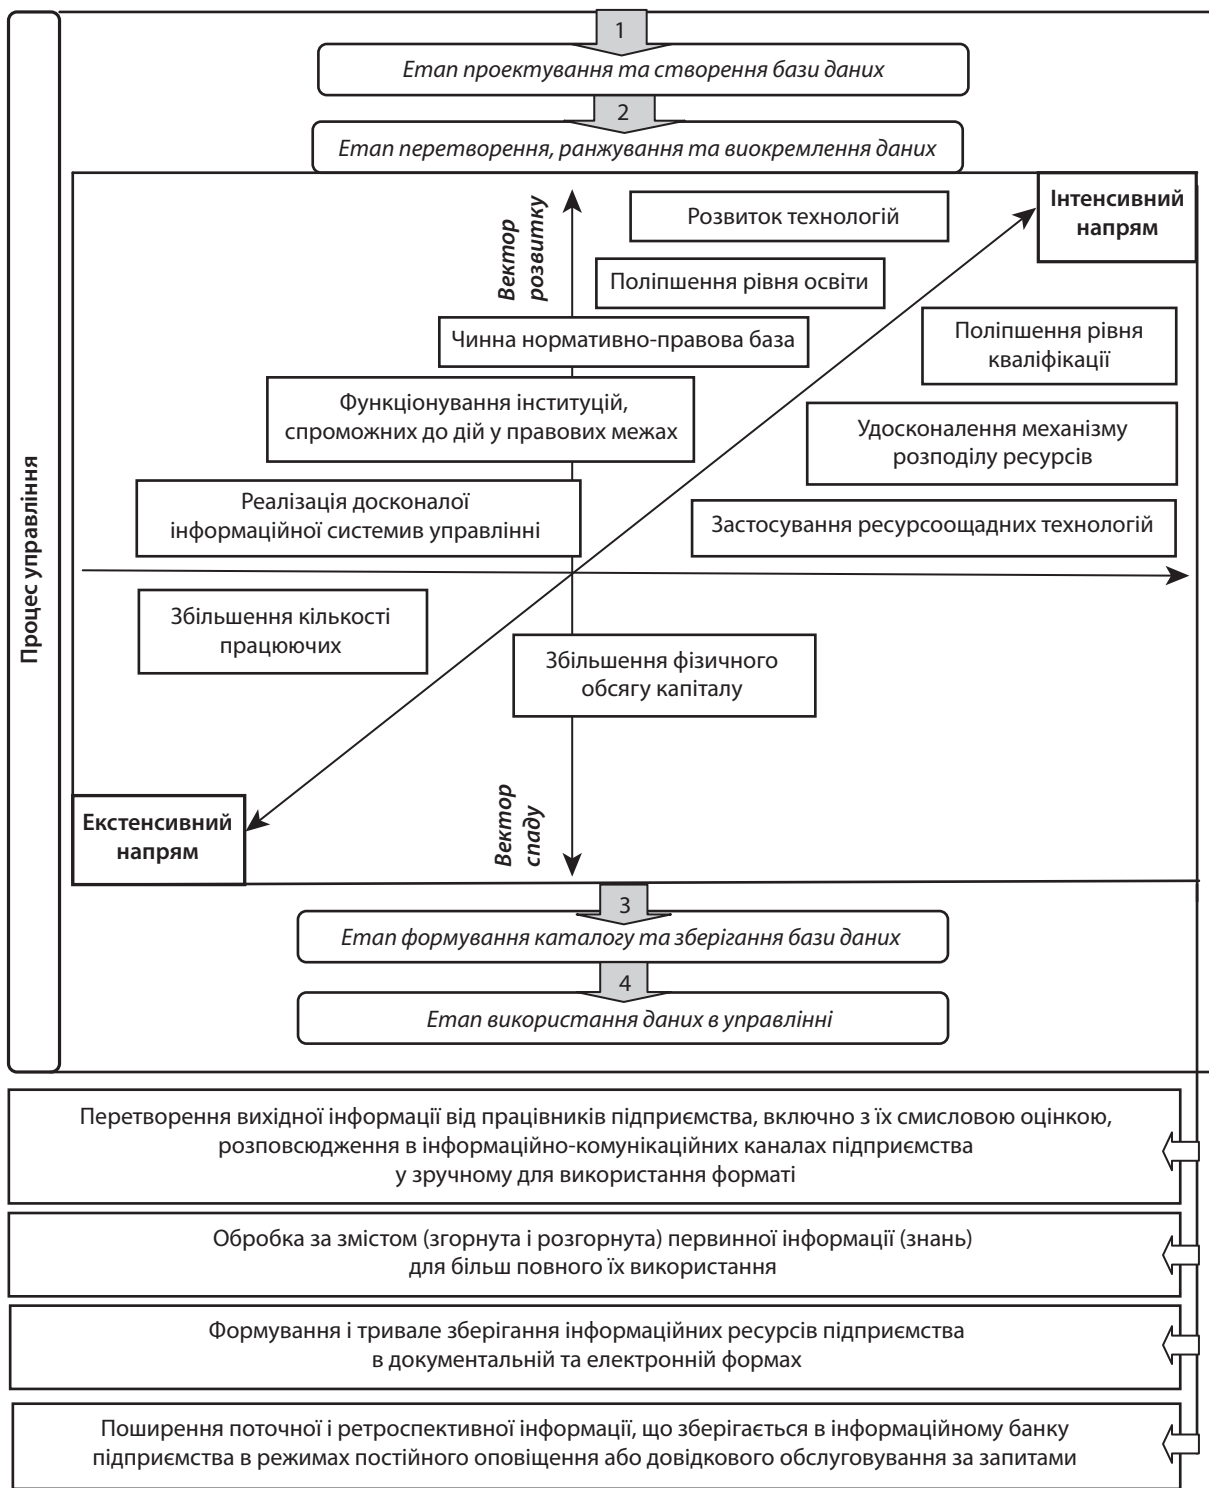 Процес управління
1
Етап проектування та створення бази даних
2
Етап перетворення, ранжування та виокремлення даних
Вектор
розвитку
Розвиток технологій
Інтенсивний
напрям
Поліпшення рівня освіти
Чинна нормативно-правова база
Поліпшення рівня
кваліфікації
Функціонування інституцій,
спроможних до дій у правових межах
Удосконалення механізму
розподілу ресурсів
Реалізація досконалої
інформаційної системив управлінні
Застосування ресурсоощадних технологій
Збільшення кількості
працюючих
Збільшення фізичного
обсягу капіталу
Екстенсивний
напрям
Вектор
спаду
3
Етап формування каталогу та зберігання бази даних
4
Етап використання даних в управлінні
Перетворення вихідної інформації від працівників підприємства, включно з їх смисловою оцінкою,
розповсюдження в інформаційно-комунікаційних каналах підприємства
у зручному для використання форматі
Обробка за змістом (згорнута і розгорнута) первинної інформації (знань)
для більш повного їх використання
Формування і тривале зберігання інформаційних ресурсів підприємства
в документальній та електронній формах
Поширення поточної і ретроспективної інформації, що зберігається в інформаційному банку
підприємства в режимах постійного оповіщення або довідкового обслуговування за запитами